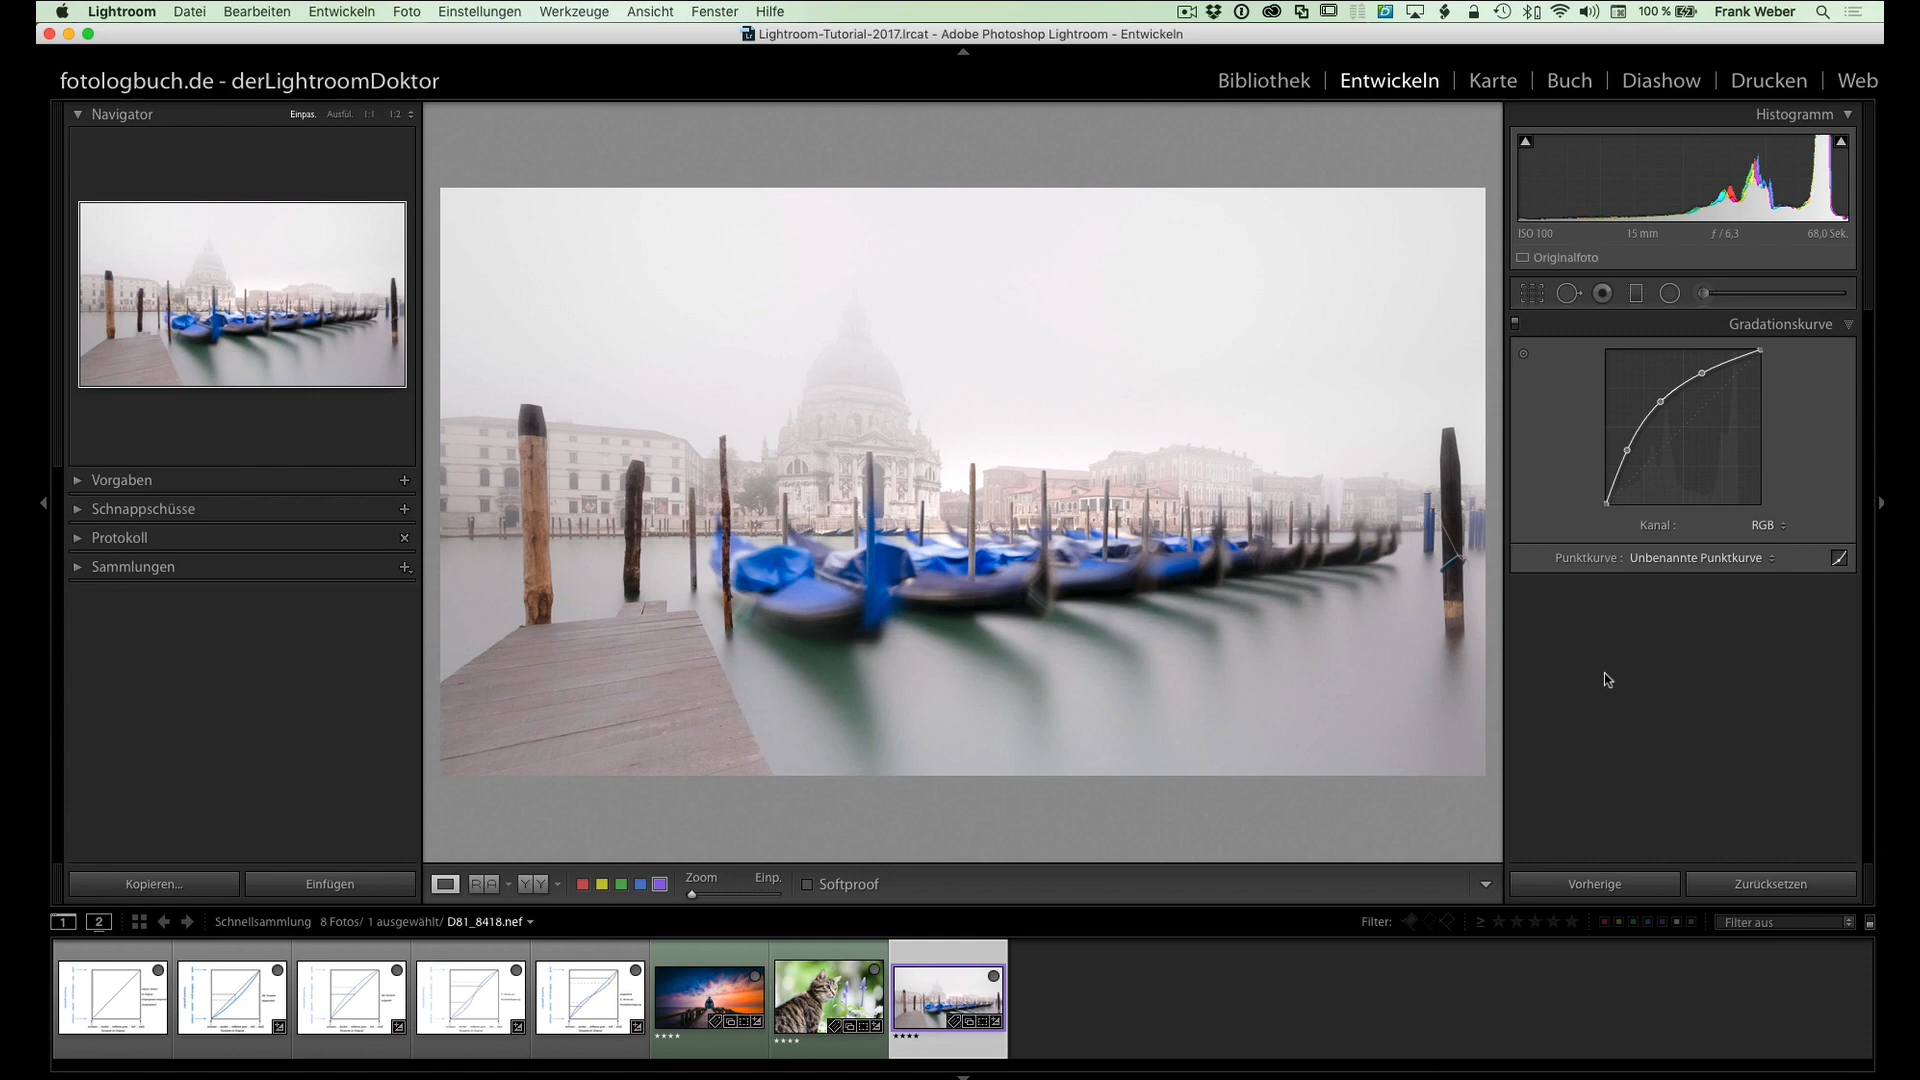 Lightroom Datei Bearbeiten Entwickeln Foto Einstellungen Werkzeuge Ansicht Fenster Hilfe 100 % Frank Weber
Lightroom-Tutorial-2017.lrcat - Adobe Photoshop Lightroom - Entwickeln
fotologbuch.de - derLightroomDoktor
Bibliothek | Entwickeln | Karte | Buch | Diashow | Drucken | Web
Navigator Einpas. Ausfül. 1:1 1:2
Histogramm
ISO 100 15 mm ƒ / 6,3 68,0 Sek.
Originalfoto
Gradationskurve
Kanal : RGB
Punktkurve : Unbenannte Punktkurve
Vorgaben
Schnappschüsse
Protokoll
Sammlungen
Kopieren... Einfügen
R A Y Y Zoom Einp. Softproof
Vorherige Zurücksetzen
1 2 Schnellsammlung 8 Fotos/ 1 ausgewählt/ D81_8418.nef
Filter: Filter aus